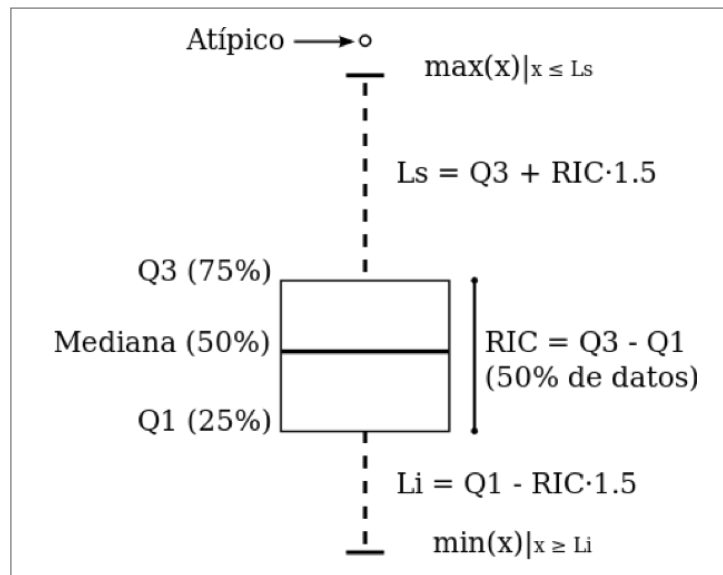 Atípico
max(x)|x ≤ Ls
Ls = Q3 + RIC·1.5
Q3 (75%)
Mediana (50%)
RIC = Q3 - Q1
(50% de datos)
Q1 (25%)
Li = Q1 - RIC·1.5
min(x)|x ≥ Li